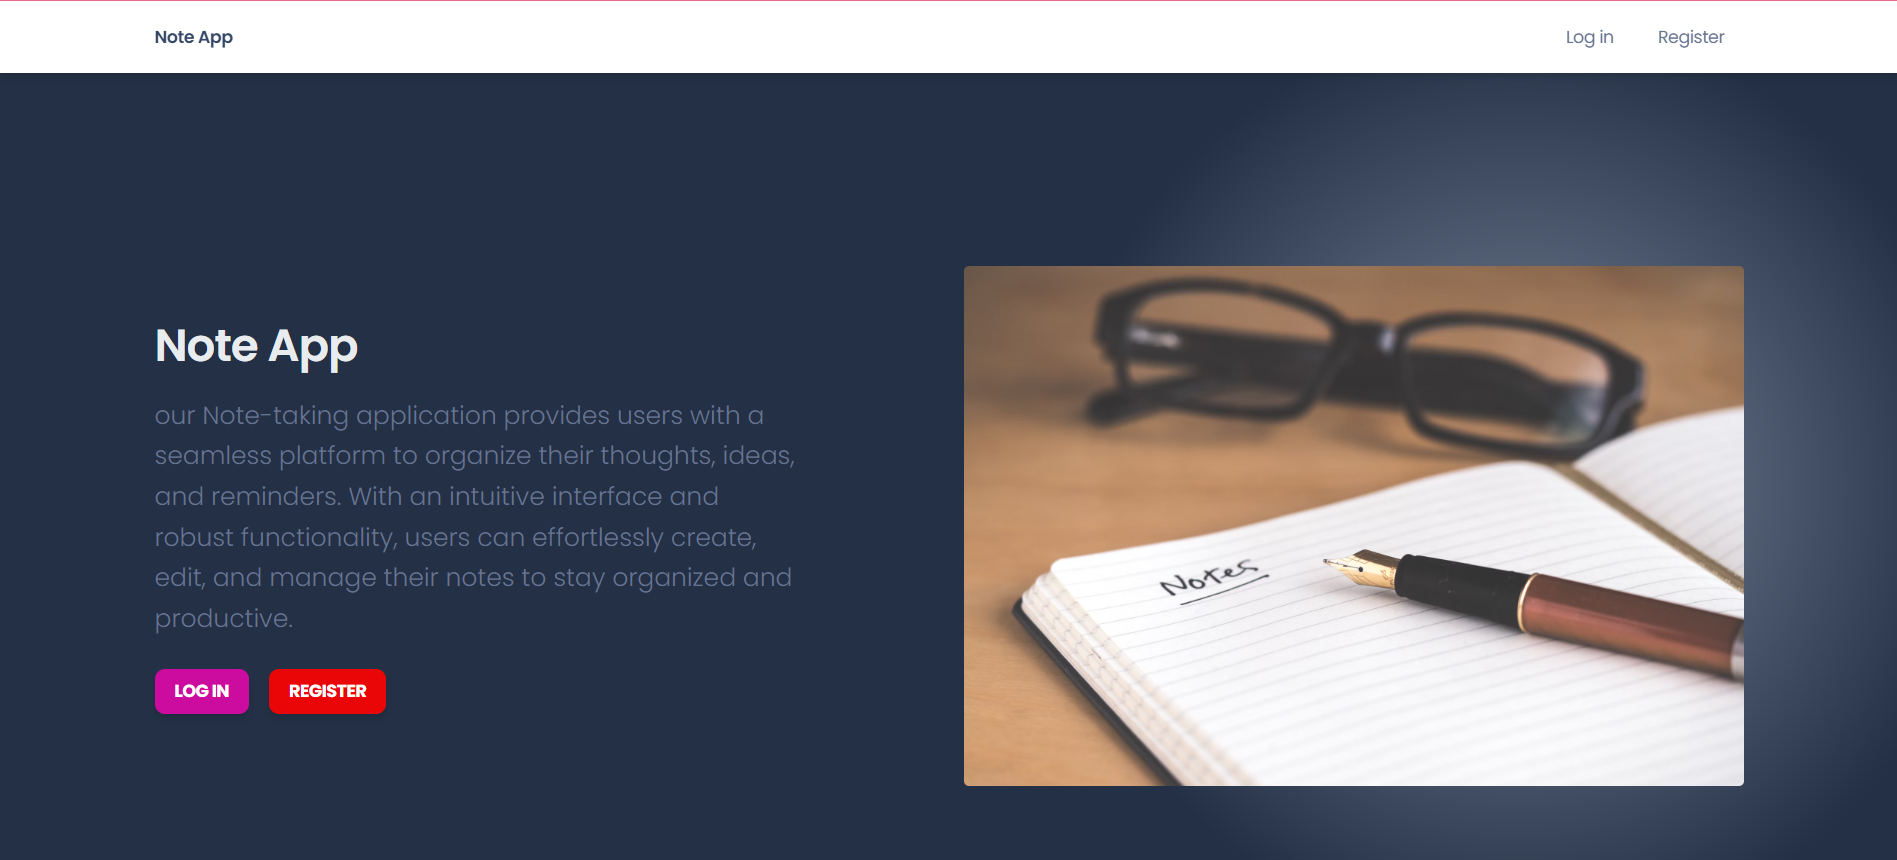 Note App
Log in
Register
Note App
our Note-taking application provides users with a
seamless platform to organize their thoughts, ideas,
and reminders. With an intuitive interface and
robust functionality, users can effortlessly create,
edit, and manage their notes to stay organized and
productive.
LOG IN
REGISTER
Notes